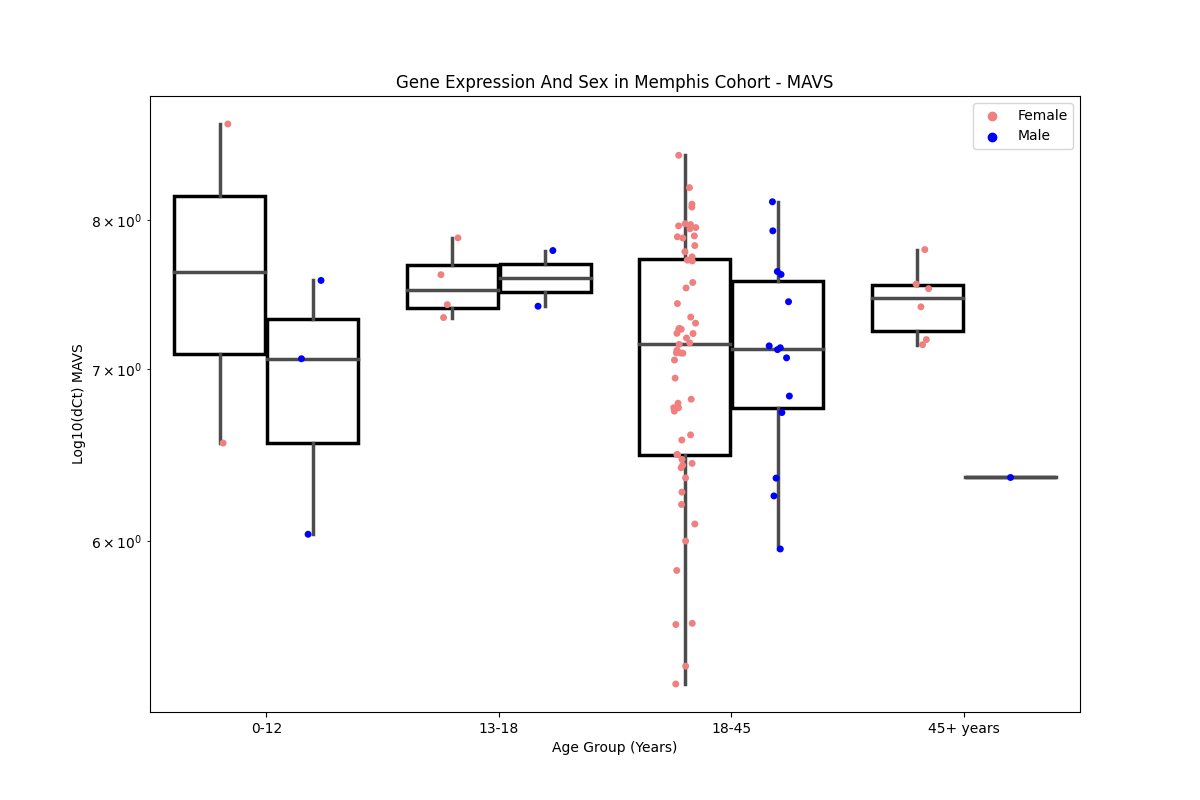 Gene Expression And Sex in Memphis Cohort - MAVS
Female
Male
8 × 10⁰
7 × 10⁰
6 × 10⁰
Log10(dCt) MAVS
0-12
13-18
18-45
45+ years
Age Group (Years)